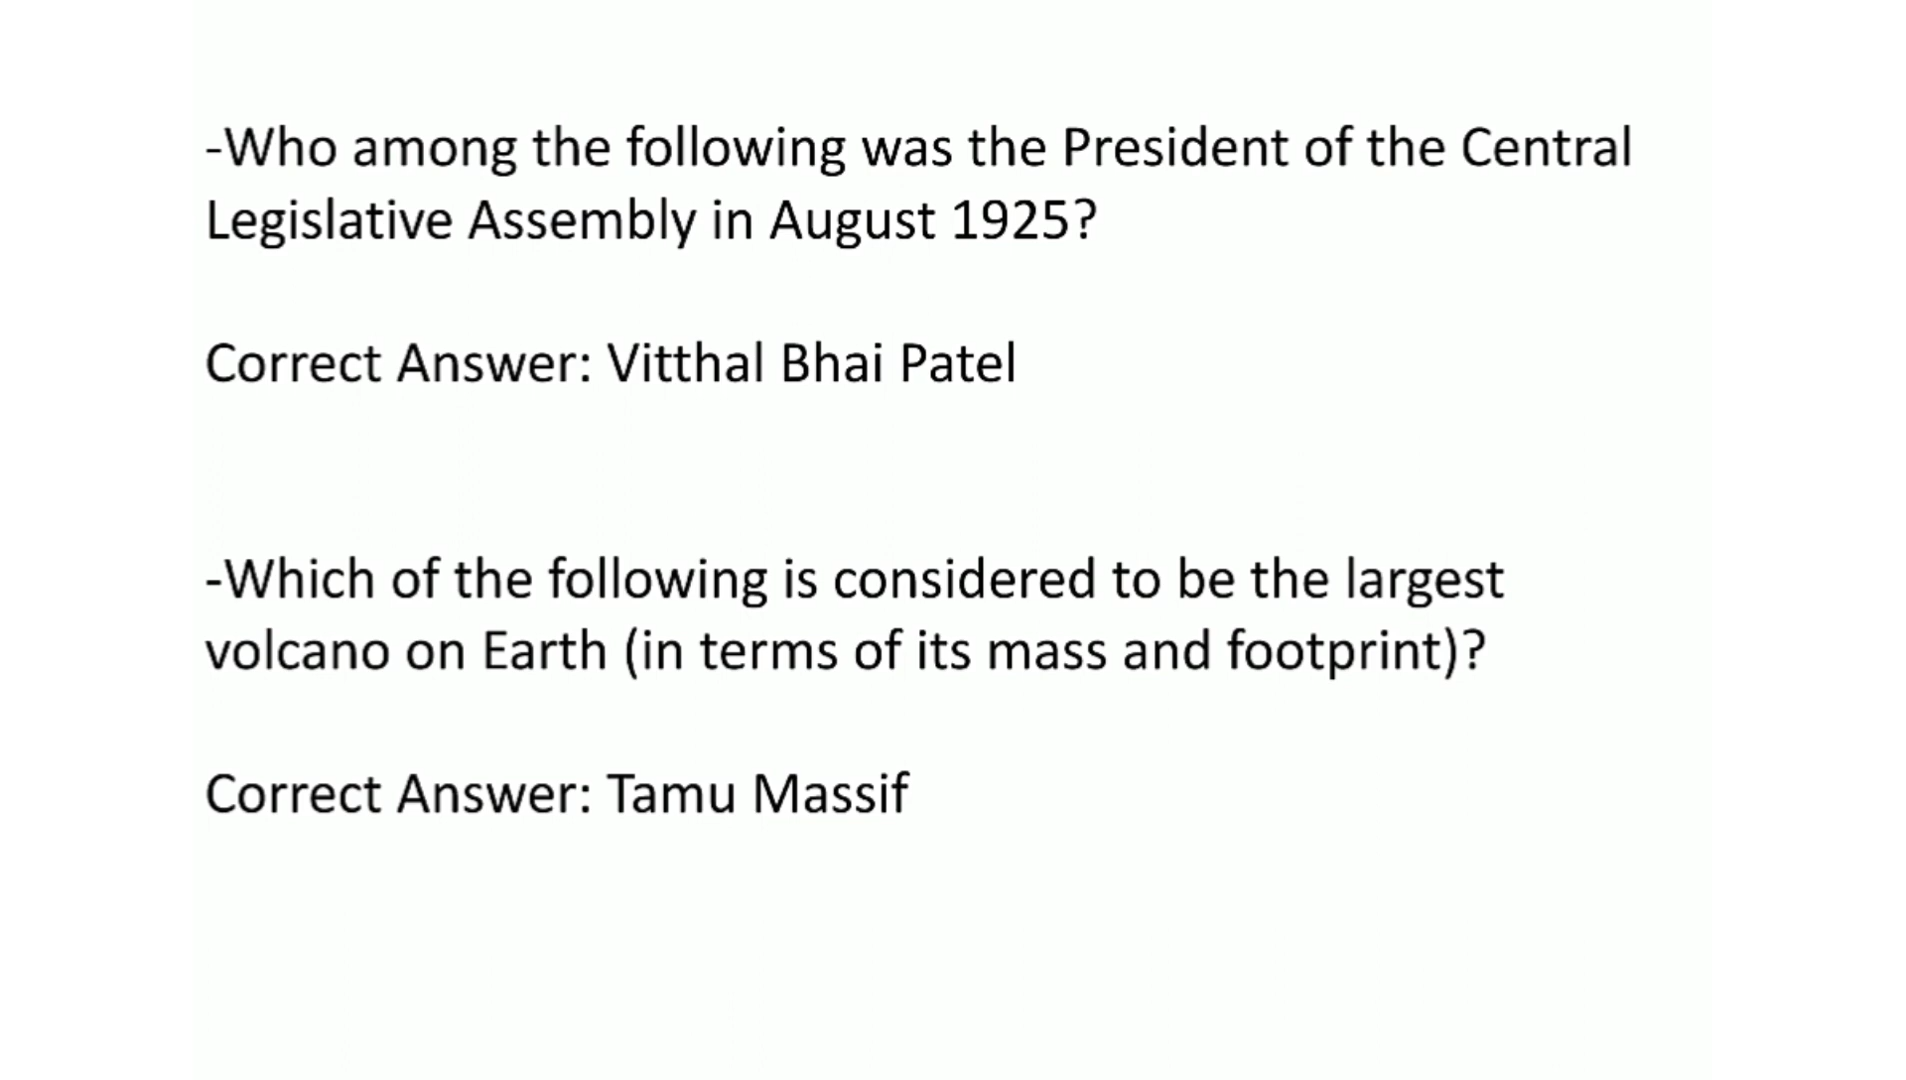 -Who among the following was the President of the Central
Legislative Assembly in August 1925?
Correct Answer: Vitthal Bhai Patel
-Which of the following is considered to be the largest
volcano on Earth (in terms of its mass and footprint)?
Correct Answer: Tamu Massif